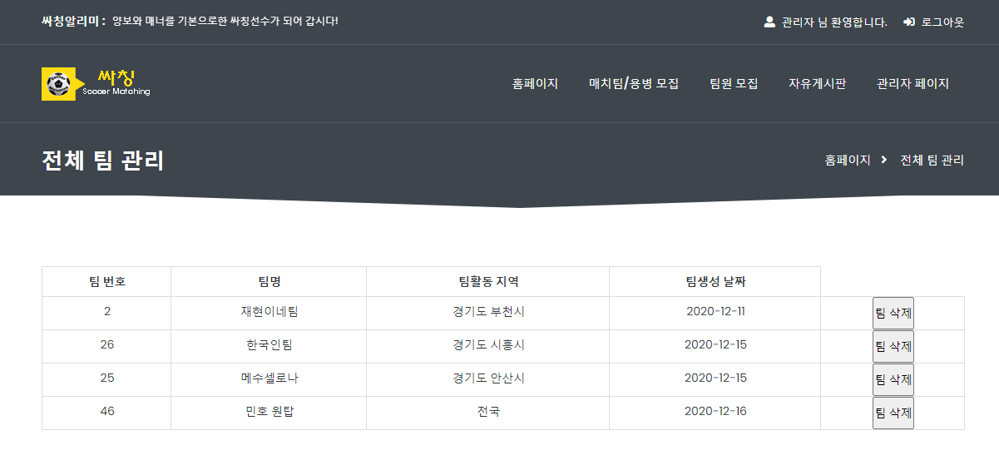 싸칭알리미 : 양보와 매너를 기본으로한 싸칭선수가 되어 갑시다!
관리자 님 환영합니다. 로그아웃
싸칭
Soccer Matching
홈페이지 매치팀/용병 모집 팀원 모집 자유게시판 관리자 페이지
전체 팀 관리
홈페이지 > 전체 팀 관리
팀 번호 팀명 팀활동 지역 팀생성 날짜
2 재현이네팀 경기도 부천시 2020-12-11 팀 삭제
26 한국인팀 경기도 시흥시 2020-12-15 팀 삭제
25 메수셀로나 경기도 안산시 2020-12-15 팀 삭제
46 민호 원탑 전국 2020-12-16 팀 삭제